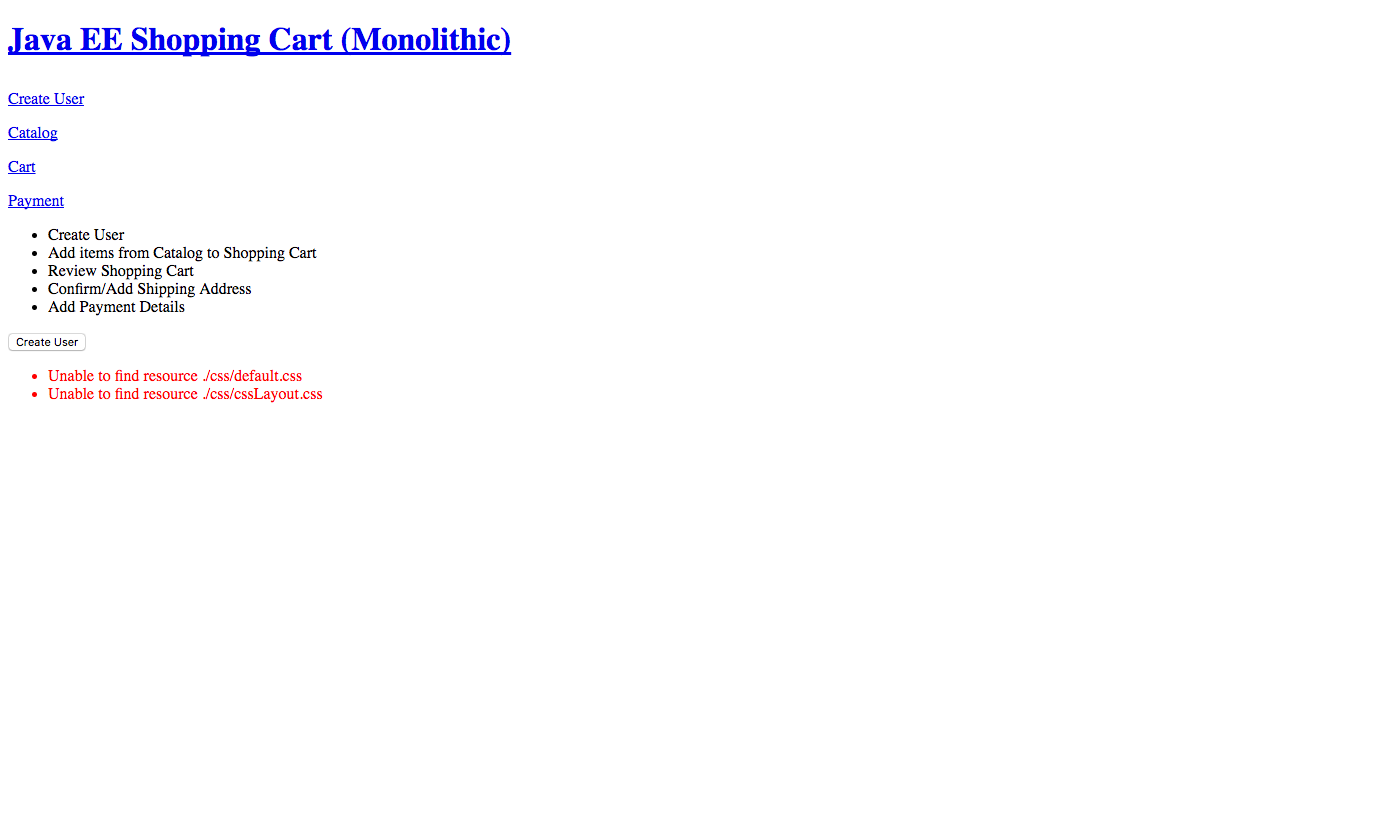 Java EE Shopping Cart (Monolithic)
Create User
Catalog
Cart
Payment
Create User
Add items from Catalog to Shopping Cart
Review Shopping Cart
Confirm/Add Shipping Address
Add Payment Details
Create User
Unable to find resource ./css/default.css
Unable to find resource ./css/cssLayout.css